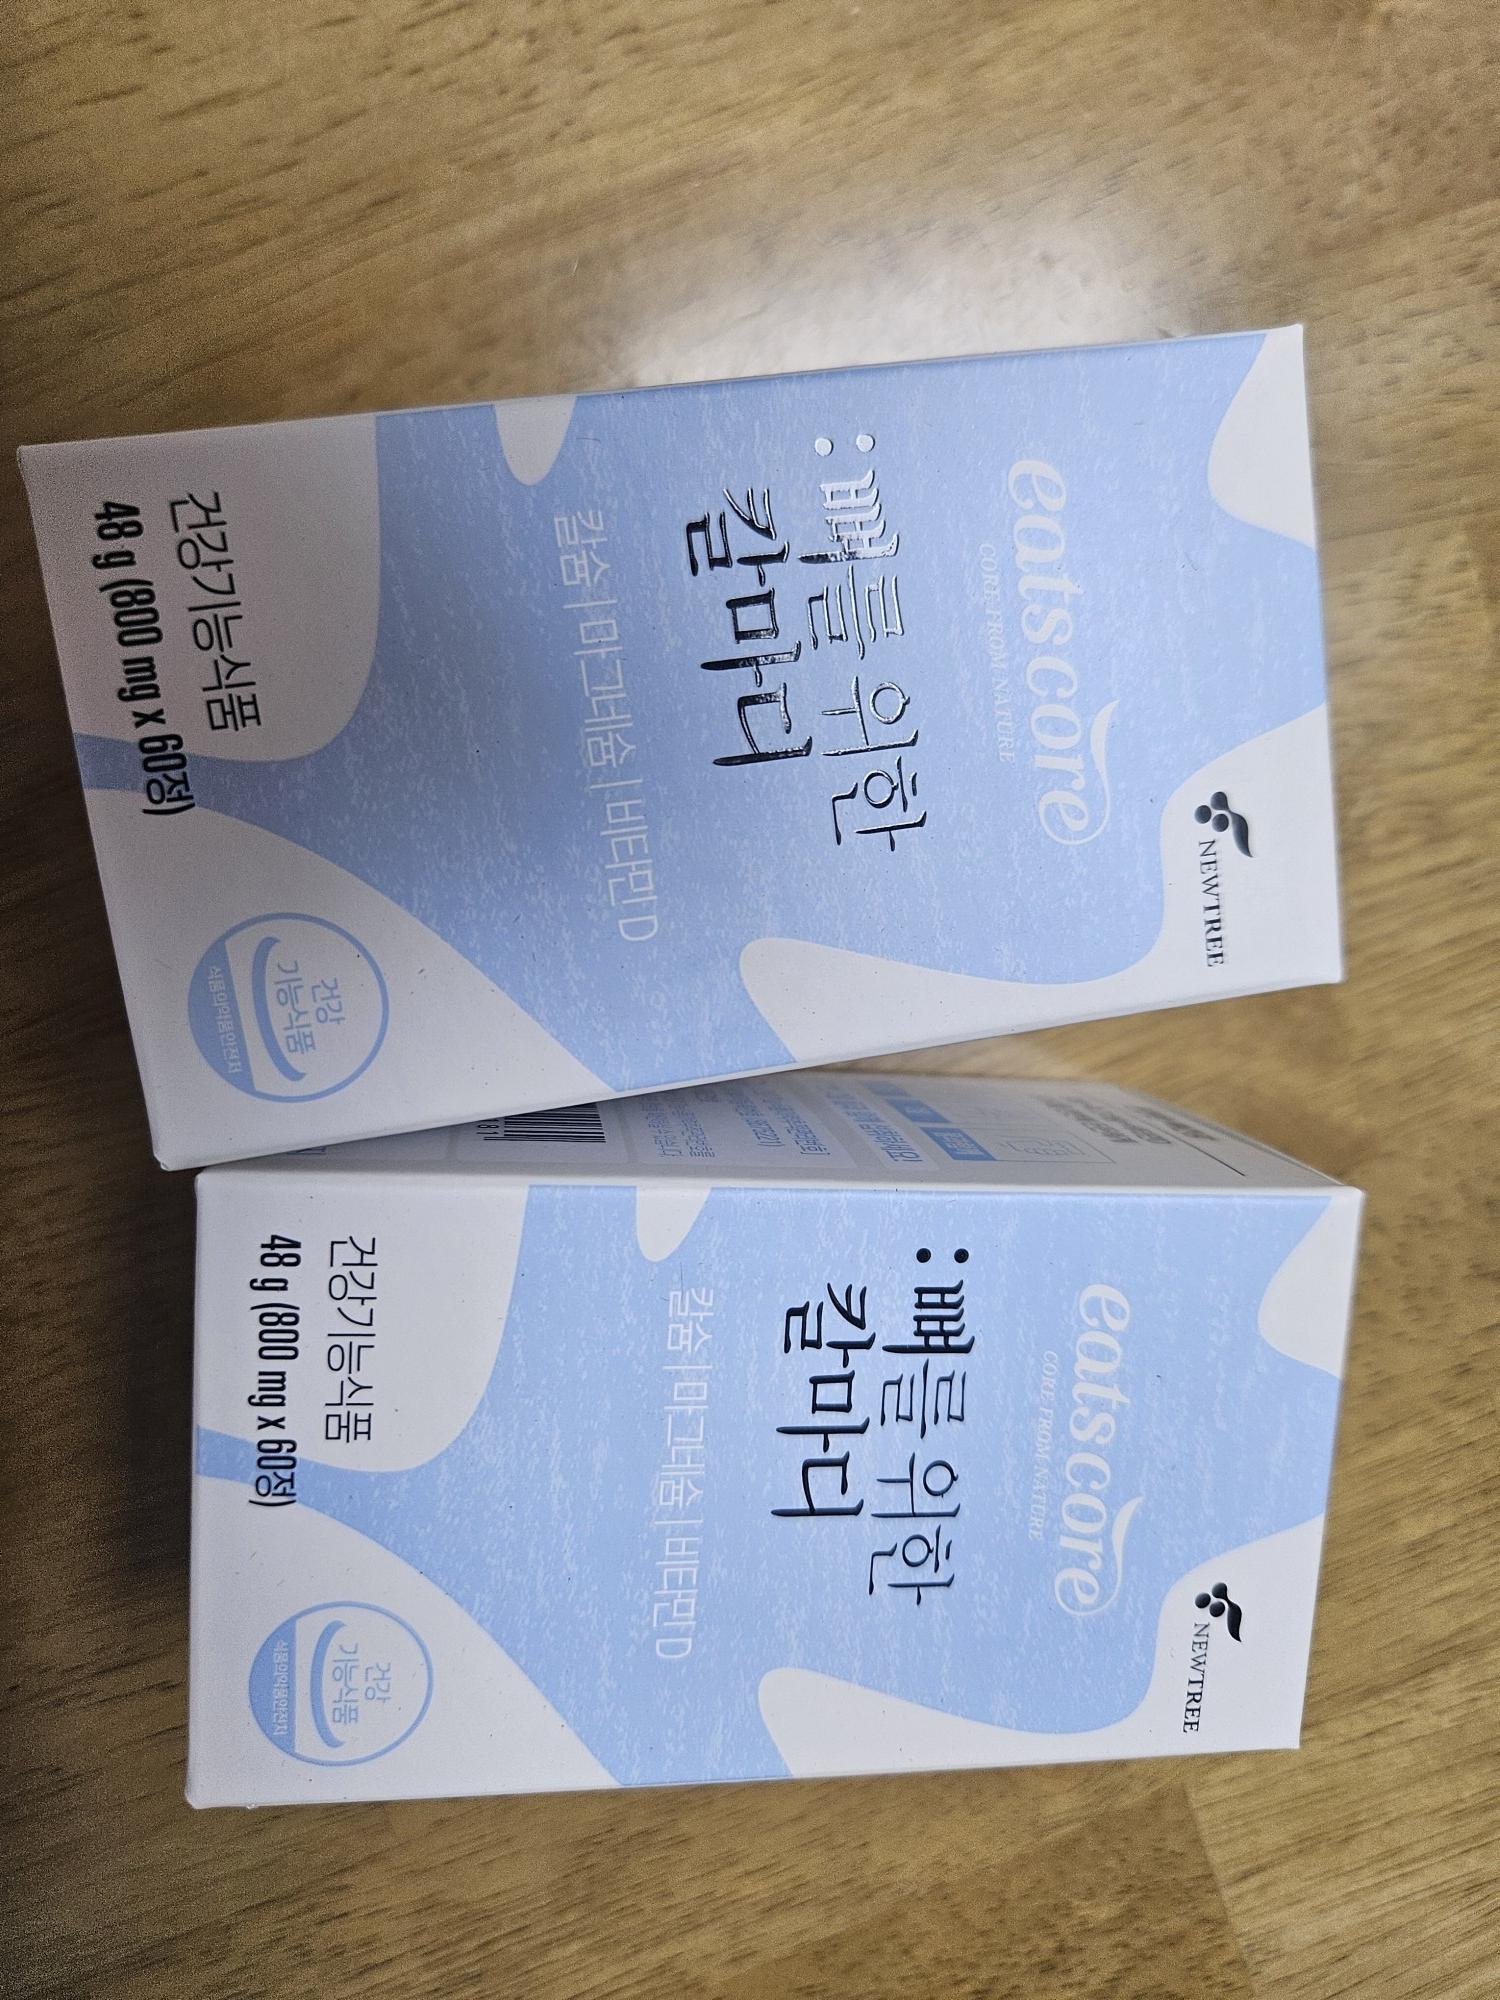 NEWTREE
eatscore
CORE FROM NATURE
:뼈를 위한
칼마디
칼슘 | 마그네슘 | 비타민 D
건강기능식품
48 g (800 mg x 60정)
건강
기능식품
식품의약품안전처
NEWTREE
eatscore
CORE FROM NATURE
:뼈를 위한
칼마디
칼슘 | 마그네슘 | 비타민 D
건강기능식품
48 g (800 mg x 60정)
건강
기능식품
식품의약품안전처